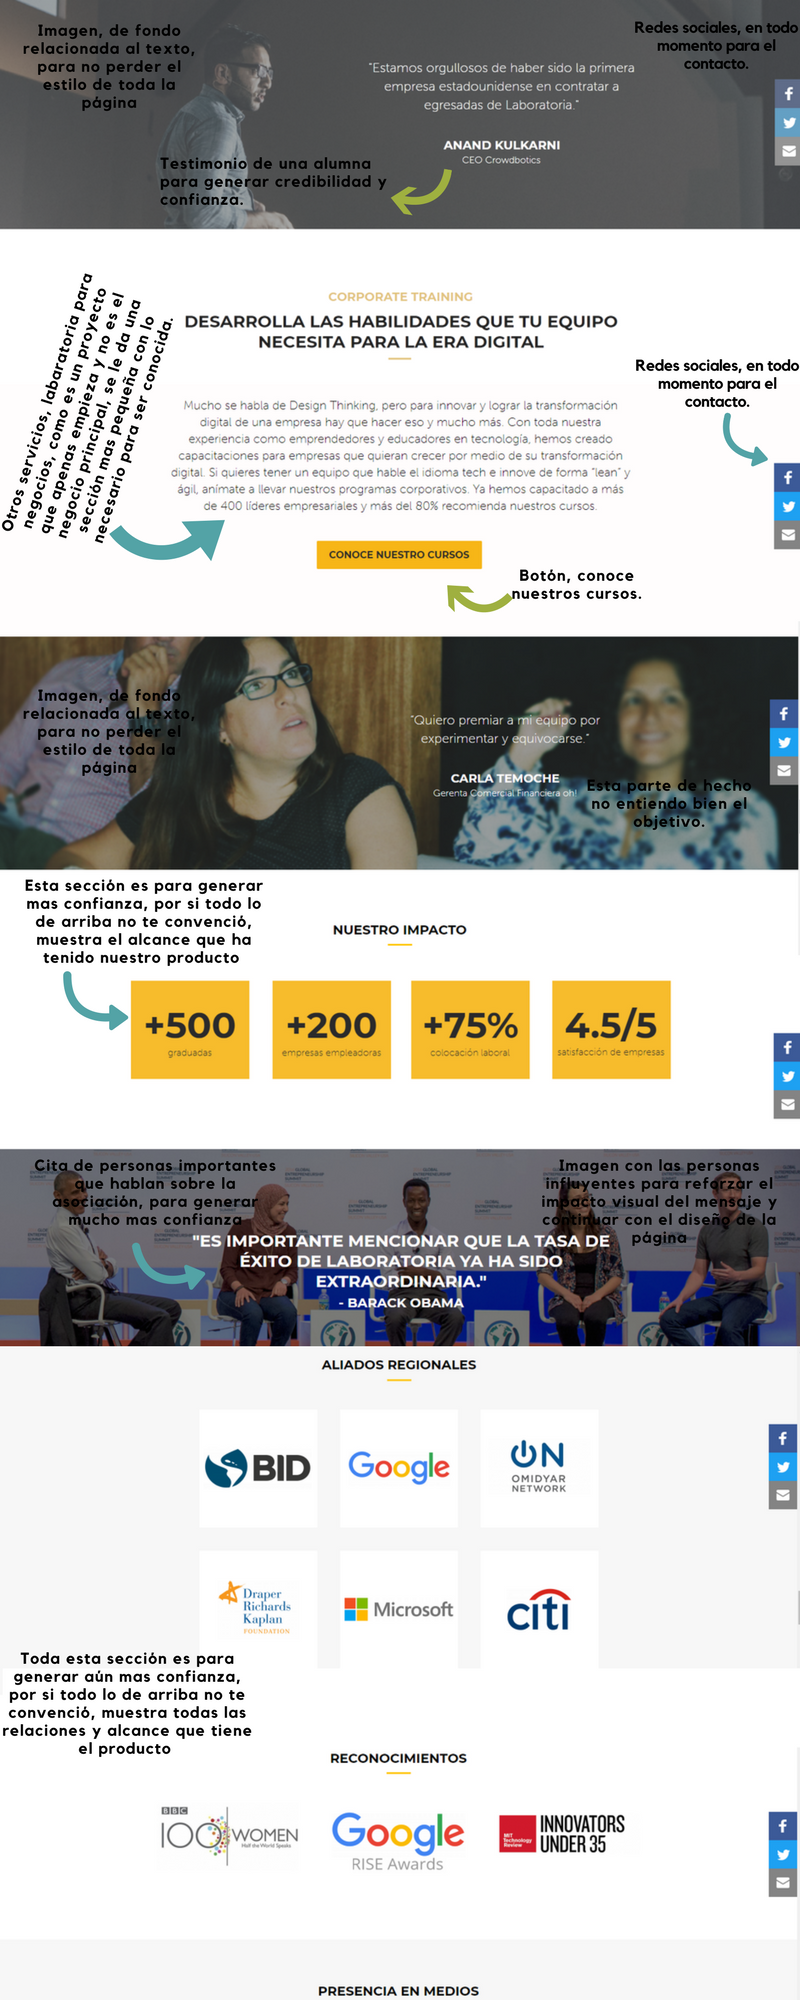 Imagen, de fondo
relacionada al texto,
para no perder el
estilo de toda la
página
Redes sociales, en todo
momento para el
contacto.
"Estamos orgullosos de haber sido la primera
empresa estadounidense en contratar a
egresadas de Laboratoria."
ANAND KULKARNI
CEO Crowdbotics
Testimonio de una alumna
para generar credibilidad y
confianza.
Otros servicios, labaratoria para
negocios, como es un proyecto
que apenas empieza y no es el
negocio principal, se le da una
sección mas pequeña con lo
necesario para ser conocida.
CORPORATE TRAINING
DESARROLLA LAS HABILIDADES QUE TU EQUIPO
NECESITA PARA LA ERA DIGITAL
Redes sociales, en todo
momento para el
contacto.
Mucho se habla de Design Thinking, pero para innovar y lograr la transformación
digital de una empresa hay que hacer eso y mucho más. Con toda nuestra
experiencia como emprendedores y educadores en tecnología, hemos creado
capacitaciones para empresas que quieran crecer por medio de su transformación
digital. Si quieres tener un equipo que hable el idioma tech e innove de forma "lean" y
ágil, anímate a llevar nuestros programas corporativos. Ya hemos capacitado a más
de 400 líderes empresariales y más del 80% recomienda nuestros cursos.
CONOCE NUESTRO CURSOS
Botón, conoce
nuestros cursos.
Imagen, de fondo
relacionada al texto,
para no perder el
estilo de toda la
página
"Quiero premiar a mi equipo por
experimentar y equivocarse."
CARLA TEMOCHE
Gerenta Comercial Financiera oh!
Esta parte de hecho
no entiendo bien el
objetivo.
Esta sección es para generar
mas confianza, por si todo lo
de arriba no te convenció,
muestra el alcance que ha
tenido nuestro producto
NUESTRO IMPACTO
+500
graduadas
+200
empresas empleadoras
+75%
colocación laboral
4.5/5
satisfacción de empresas
Cita de personas importantes
que hablan sobre la
asociación, para generar
mucho mas confianza
Imagen con las personas
influyentes para reforzar el
impacto visual del mensaje y
continuar con el diseño de la
página
"ES IMPORTANTE MENCIONAR QUE LA TASA DE
ÉXITO DE LABORATORIA YA HA SIDO
EXTRAORDINARIA."
- BARACK OBAMA
ALIADOS REGIONALES
BID
Google
ON
OMIDYAR
NETWORK
Draper
Richards
Kaplan
FOUNDATION
Microsoft
citi
Toda esta sección es para
generar aún mas confianza,
por si todo lo de arriba no te
convenció, muestra todas las
relaciones y alcance que tiene
el producto
RECONOCIMIENTOS
BBC
100 WOMEN
Half the World Speaks
Google
RISE Awards
MIT
Technology
Review
INNOVATORS
UNDER 35
PRESENCIA EN MEDIOS